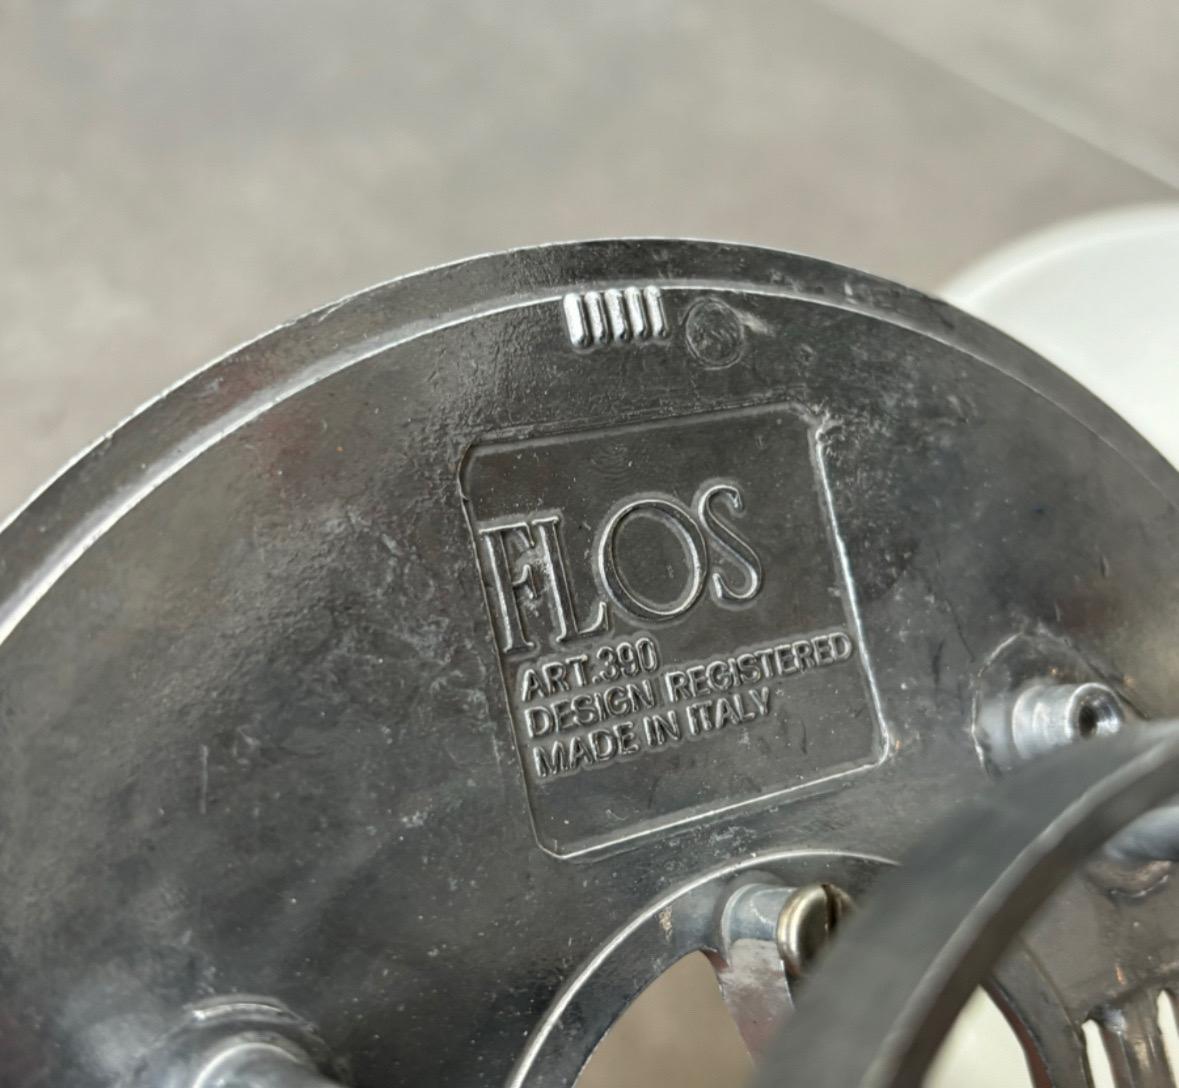 FLOS
ART.390
DESIGN REGISTERED
MADE IN ITALY